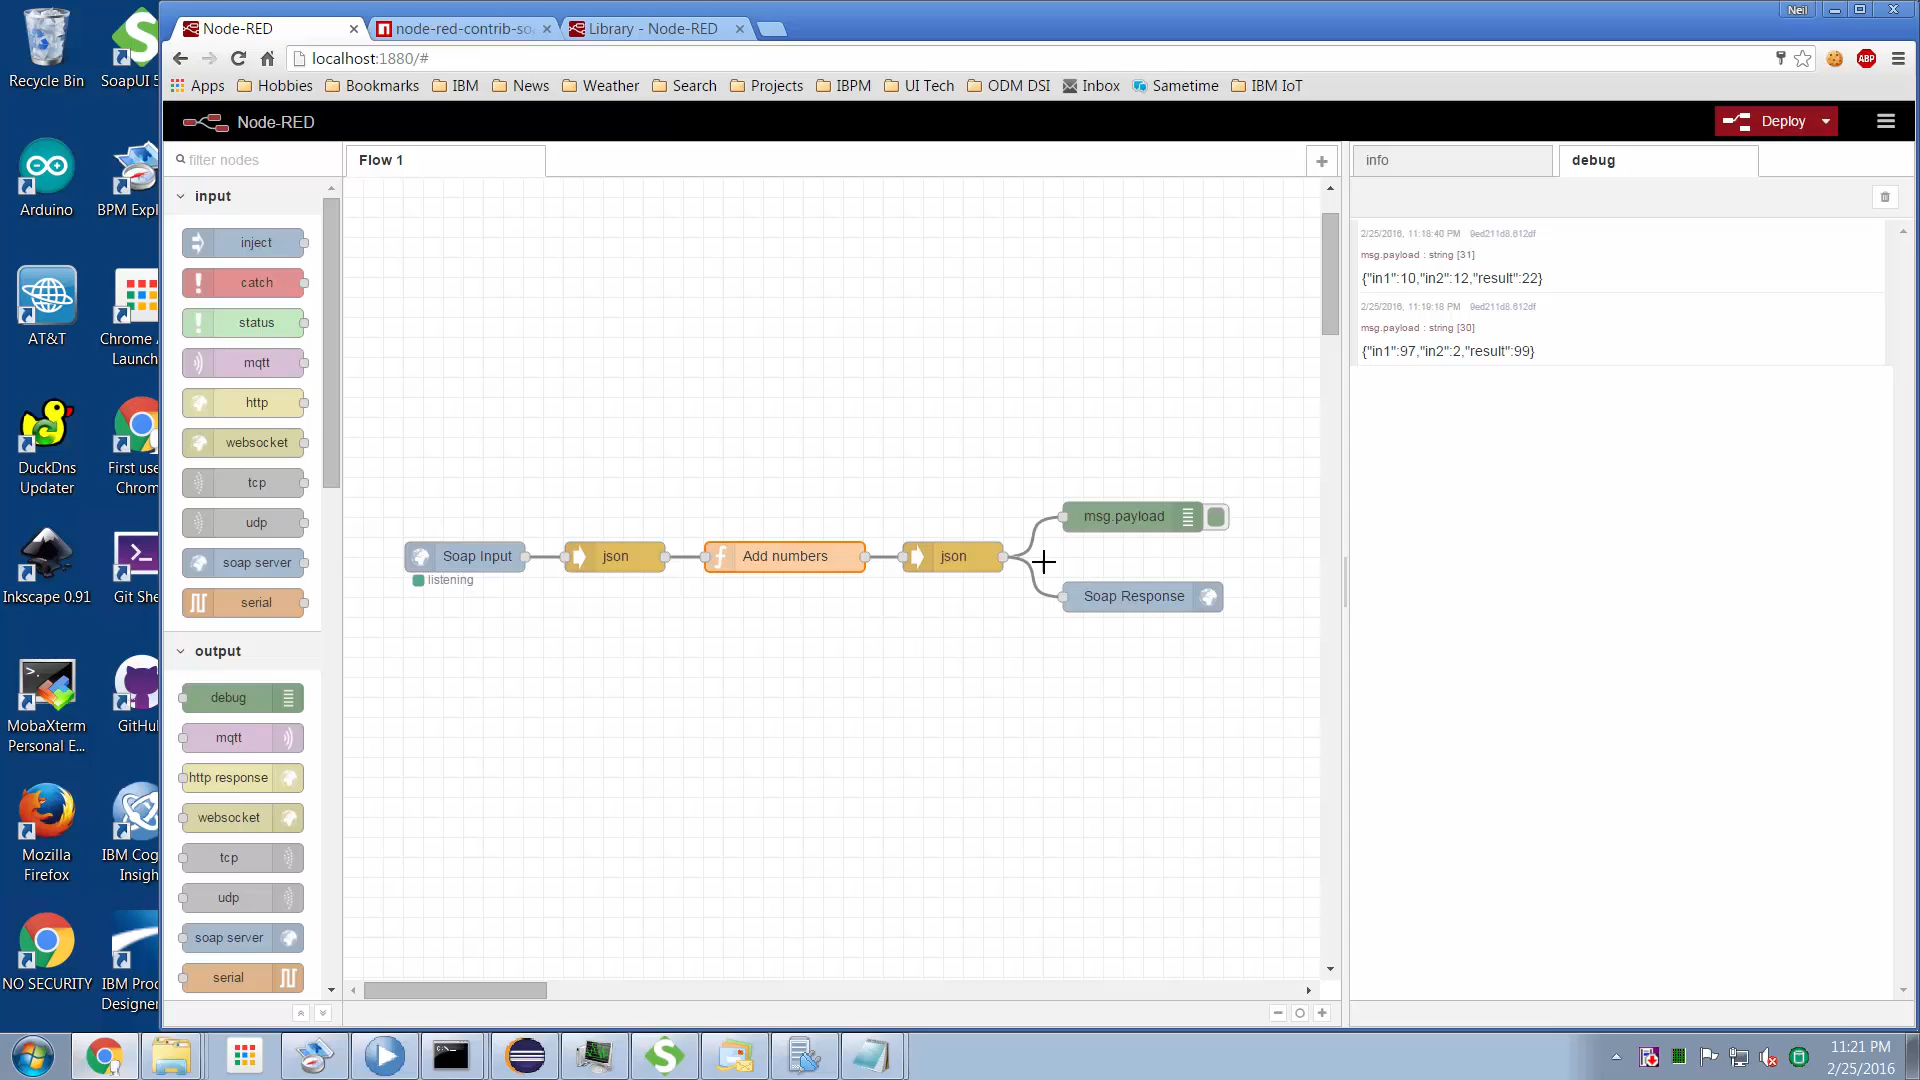 Neil
Node-RED
node-red-contrib-so
Library - Node-RED
localhost:1880/#
ABP
Apps
Hobbies
Bookmarks
IBM
News
Weather
Search
Projects
IBPM
UI Tech
ODM DSI
Inbox
Sametime
IBM IoT
Node-RED
Deploy
filter nodes
Flow 1
info
debug
input
inject
catch
status
mqtt
http
websocket
tcp
udp
soap server
serial
output
debug
mqtt
http response
websocket
tcp
udp
soap server
serial
Soap Input
listening
json
Add numbers
json
msg.payload
Soap Response
2/25/2016, 11:18:40 PM 9ed211d8.612df
msg.payload : string [31]
{"in1":10,"in2":12,"result":22}
2/25/2016, 11:19:18 PM 9ed211d8.612df
msg.payload : string [30]
{"in1":97,"in2":2,"result":99}
Recycle Bin
SoapUI 5
Arduino
BPM Expl
AT&T
Chrome A
Launch
DuckDns
Updater
First use
Chrom
Inkscape 0.91
Git She
MobaXterm
Personal E...
GitHu
Mozilla
Firefox
IBM Cog
Insigh
NO SECURITY
IBM Proc
Designer
11:21 PM
2/25/2016